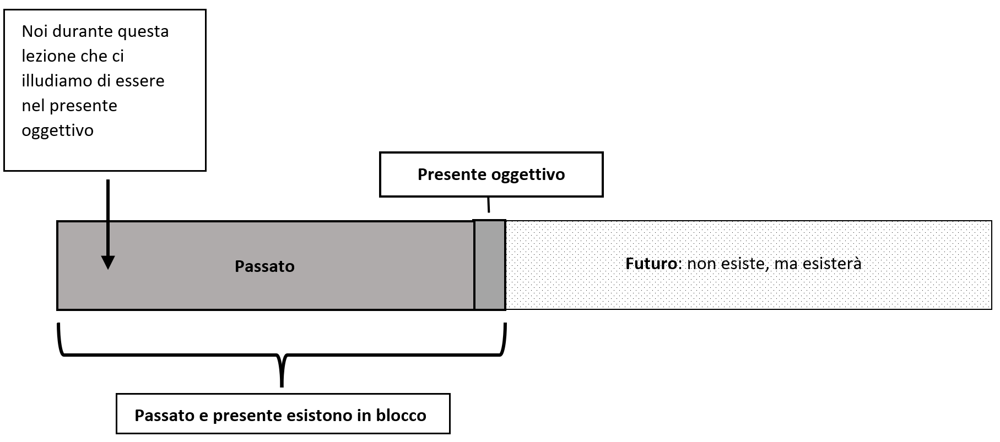 Noi durante questa
lezione che ci
illudiamo di essere
nel presente
oggettivo
Presente oggettivo
Passato
Futuro: non esiste, ma esisterà
Passato e presente esistono in blocco